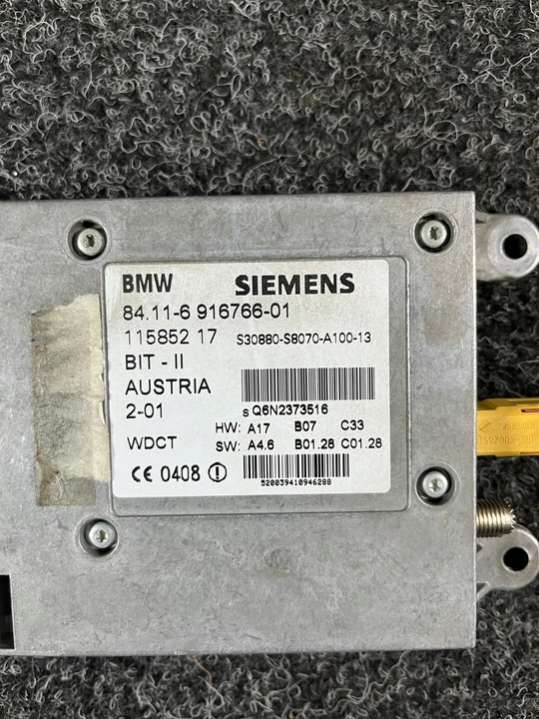 BMW SIEMENS
84.11-6 916766-01
115852 17 S30880-S8070-A100-13
BIT - II
AUSTRIA
2-01 s Q6N2373516
HW: A17 B07 C33
WDCT SW: A4.6 B01.28 C01.28
CE 0408
520039410946288